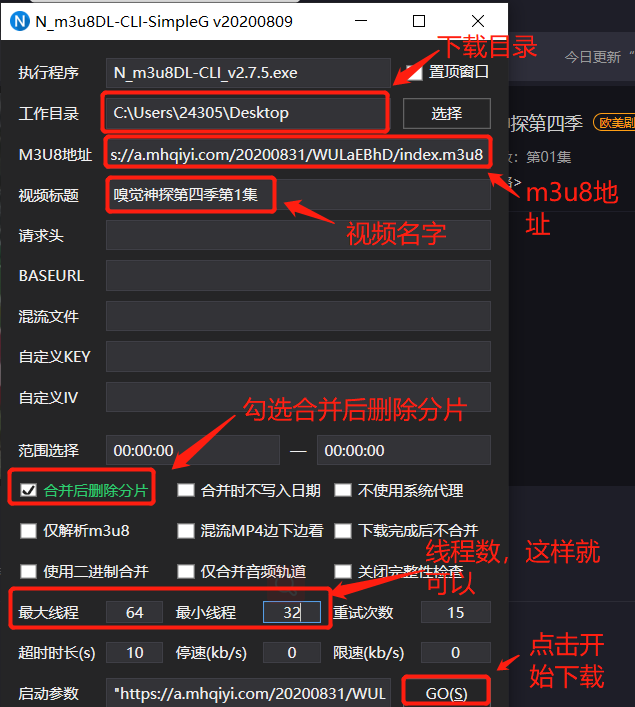 N_m3u8DL-CLI-SimpleG v20200809
下载目录
执行程序 N_m3u8DL-CLI_v2.7.5.exe 置顶窗口
今日更新 "
工作目录 C:\Users\24305\Desktop 选择
探第四季 欧美剧
M3U8地址 s://a.mhqiyi.com/20200831/WULaEBhD/index.m3u8
: 第01集
视频标题 嗅觉神探第四季第1集
m3u8地
址
视频名字
请求头
BASEURL
混流文件
自定义KEY
自定义IV
勾选合并后删除分片
范围选择 00:00:00 — 00:00:00
合并后删除分片 合并时不写入日期 不使用系统代理
仅解析m3u8 混流MP4边下边看 下载完成后不合并
线程数，这样就
可以
使用二进制合并 仅合并音频轨道 关闭完整性检查
最大线程 64 最小线程 32 重试次数 15
超时时长(s) 10 停速(kb/s) 0 限速(kb/s) 0
点击开
始下载
启动参数 "https://a.mhqiyi.com/20200831/WUL GO(S)